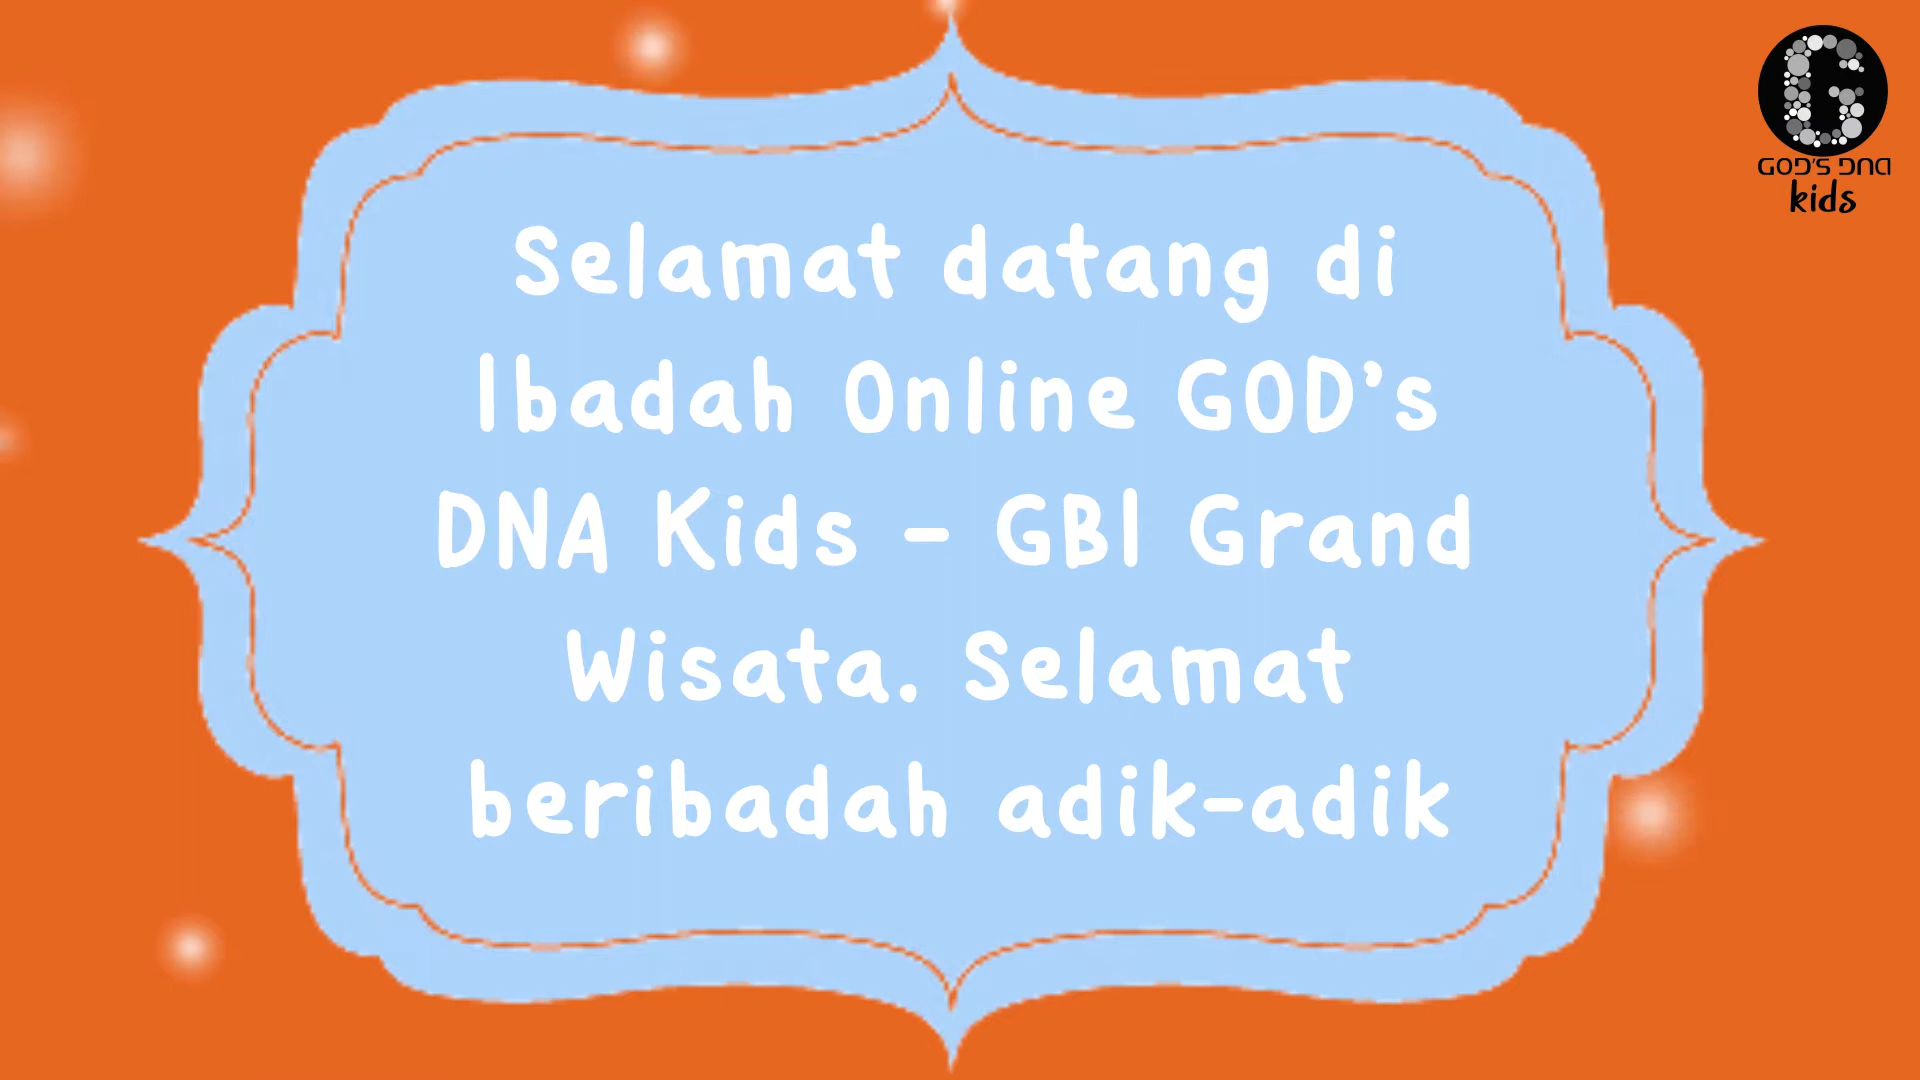 GOD'S DNA
kids
Selamat datang di
Ibadah Online GOD's
DNA Kids - GBI Grand
Wisata. Selamat
beribadah adik-adik